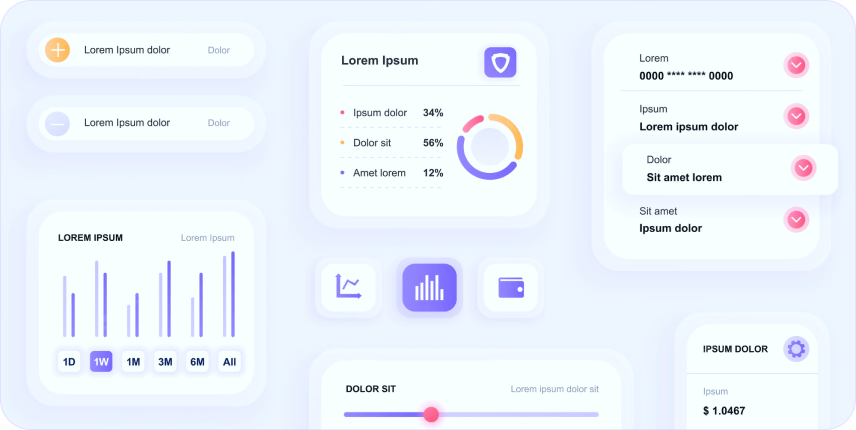 Lorem Ipsum dolor Dolor
Lorem Ipsum dolor Dolor
LOREM IPSUM Lorem Ipsum
1D 1W 1M 3M 6M All
Lorem Ipsum
Ipsum dolor 34%
Dolor sit 56%
Amet lorem 12%
DOLOR SIT Lorem ipsum dolor sit
Lorem
0000 **** **** 0000
Ipsum
Lorem ipsum dolor
Dolor
Sit amet lorem
Sit amet
Ipsum dolor
IPSUM DOLOR
Ipsum
$ 1.0467